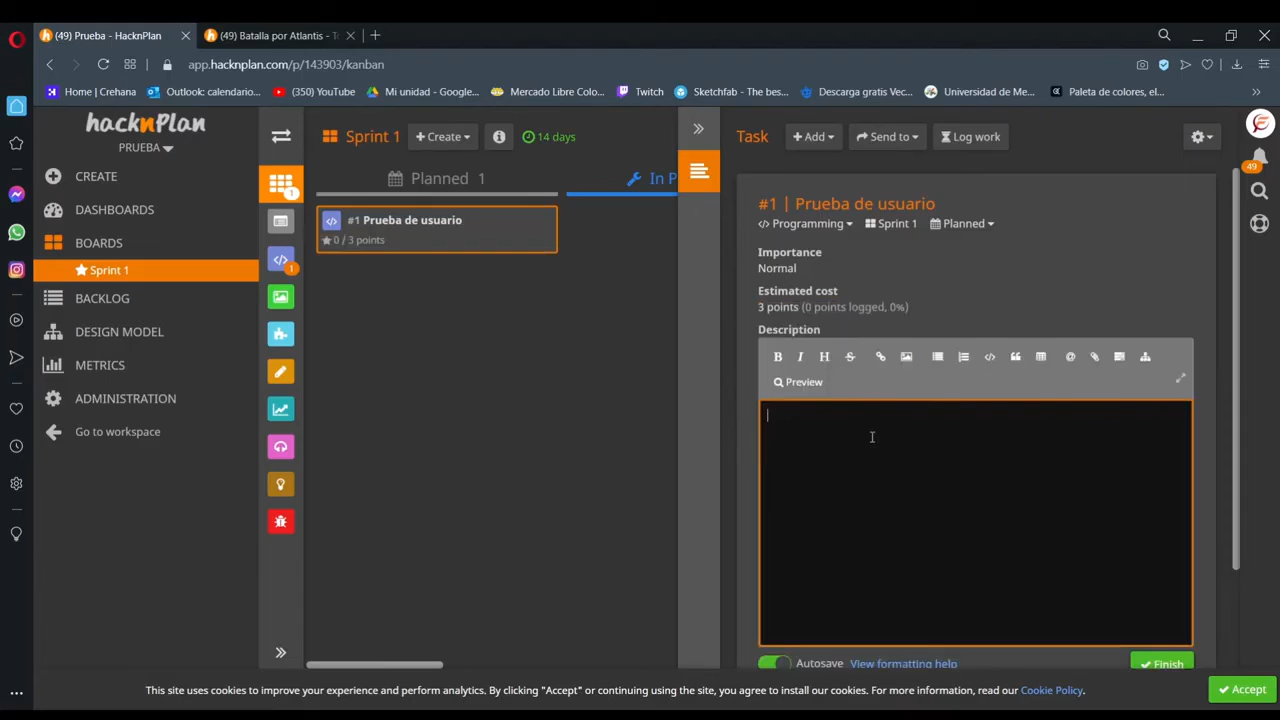 (49) Prueba - HacknPlan
(49) Batalla por Atlantis - T
app.hacknplan.com/p/143903/kanban
Home | Crehana
Outlook: calendario...
(350) YouTube
Mi unidad - Google...
Mercado Libre Colo...
Twitch
Sketchfab - The bes...
Descarga gratis Vec...
Universidad de Me...
Paleta de colores, el...
hacknPlan
PRUEBA
CREATE
DASHBOARDS
BOARDS
Sprint 1
BACKLOG
DESIGN MODEL
METRICS
ADMINISTRATION
Go to workspace
1
1
Sprint 1
+ Create
14 days
Planned 1
In P
#1 Prueba de usuario
0 / 3 points
Task
+ Add
Send to
Log work
49
#1 | Prueba de usuario
Programming
Sprint 1
Planned
Importance
Normal
Estimated cost
3 points (0 points logged, 0%)
Description
B I H S
Preview
Autosave
View formatting help
Finish
This site uses cookies to improve your experience and perform analytics. By clicking "Accept" or continuing using the site, you agree to install our cookies. For more information, read our Cookie Policy.
Accept